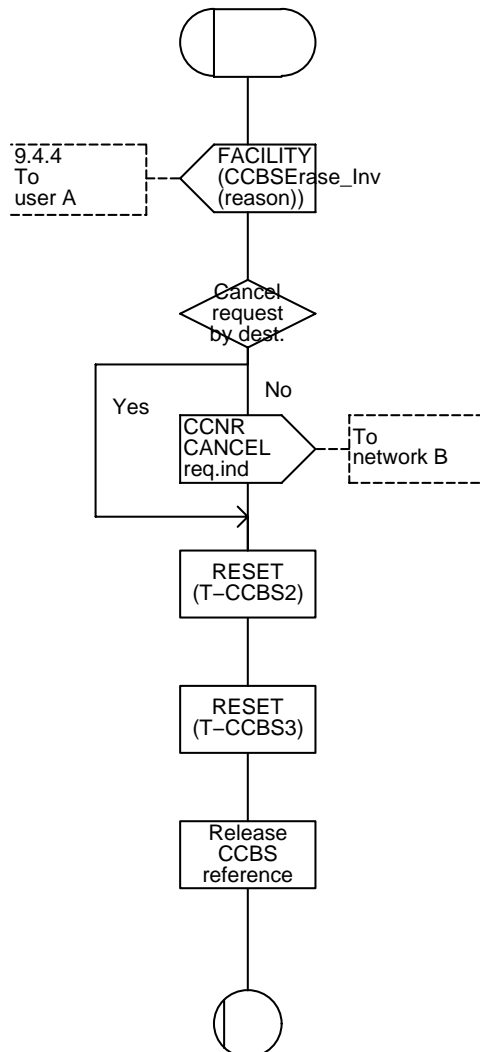 9.4.4
To
user A
FACILITY
(CCBSErase_Inv
(reason))
Cancel
request
by dest.
Yes
No
CCNR
CANCEL
req.ind
To
network B
RESET
(T−CCBS2)
RESET
(T−CCBS3)
Release
CCBS
reference